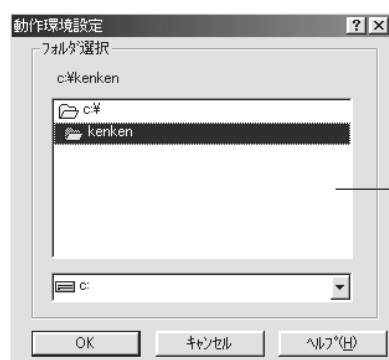 動作環境設定
ﾌｫﾙﾀﾞ選択
c:¥kenken
c:¥
kenken
c:
OK
ｷｬﾝｾﾙ
ﾍﾙﾌﾟ(H)